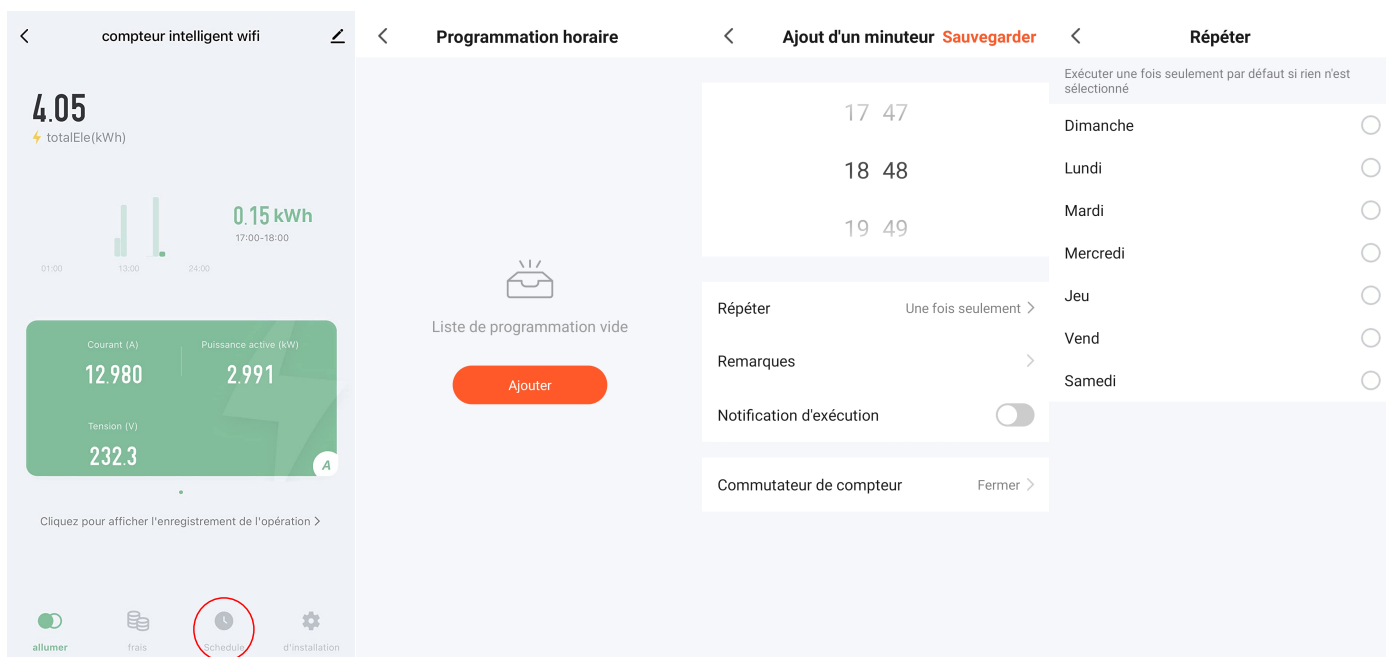 compteur intelligent wifi
4.05
totalEle(kWh)
0.15 kWh
17:00-18:00
01:00 13:00 24:00
Courant (A) Puissance active (kW)
12.980 2.991
Tension (V)
232.3
A
Cliquez pour afficher l'enregistrement de l'opération >
allumer frais Schedule d'installation
Programmation horaire
Liste de programmation vide
Ajouter
Ajout d'un minuteur Sauvegarder
17 47
18 48
19 49
Répéter Une fois seulement >
Remarques >
Notification d'exécution
Commutateur de compteur Fermer >
Répéter
Exécuter une fois seulement par défaut si rien n'est
sélectionné
Dimanche
Lundi
Mardi
Mercredi
Jeu
Vend
Samedi